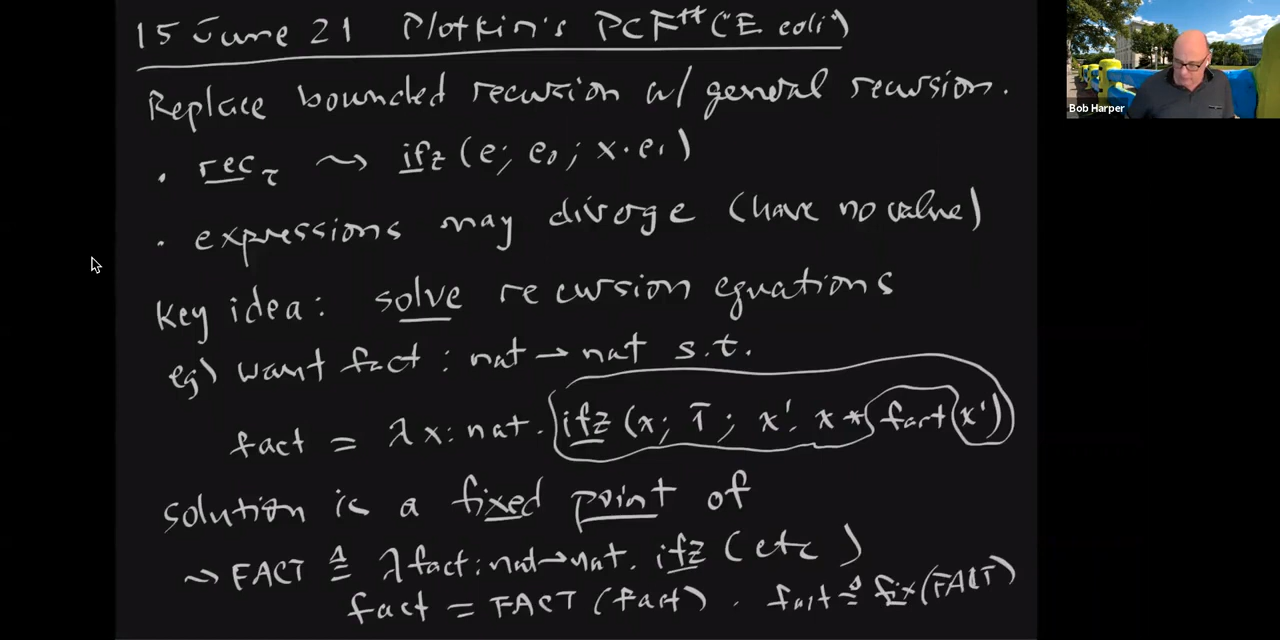 15 June 21 Plotkin's PCF** ("E coli")
Replace bounded recursion w/ general recursion.
• rec_τ ⇝ ifz (e; e₀; x.e₁)
• expressions may diverge (have no value)
Key idea: solve recursion equations
eg) want fact : nat → nat s.t.
fact = λx:nat. ifz (x; 1̄; x'. x * fact (x'))
solution is a fixed point of
⇝ FACT ≜ λfact:nat→nat. ifz (etc)
fact = FACT (fact). fact ≜ fix(FACT)
Bob Harper